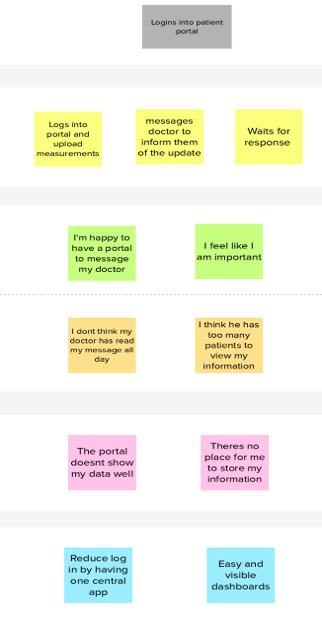 Logins into patient
portal
Logs into
portal and
upload
measurements
messages
doctor to
inform them
of the update
Waits for
response
I'm happy to
have a portal
to message
my doctor
I feel like I
am important
I dont think my
doctor has read
my message all
day
I think he has
too many
patients to
view my
information
The portal
doesnt show
my data well
Theres no
place for me
to store my
information
Reduce log
in by having
one central
app
Easy and
visible
dashboards